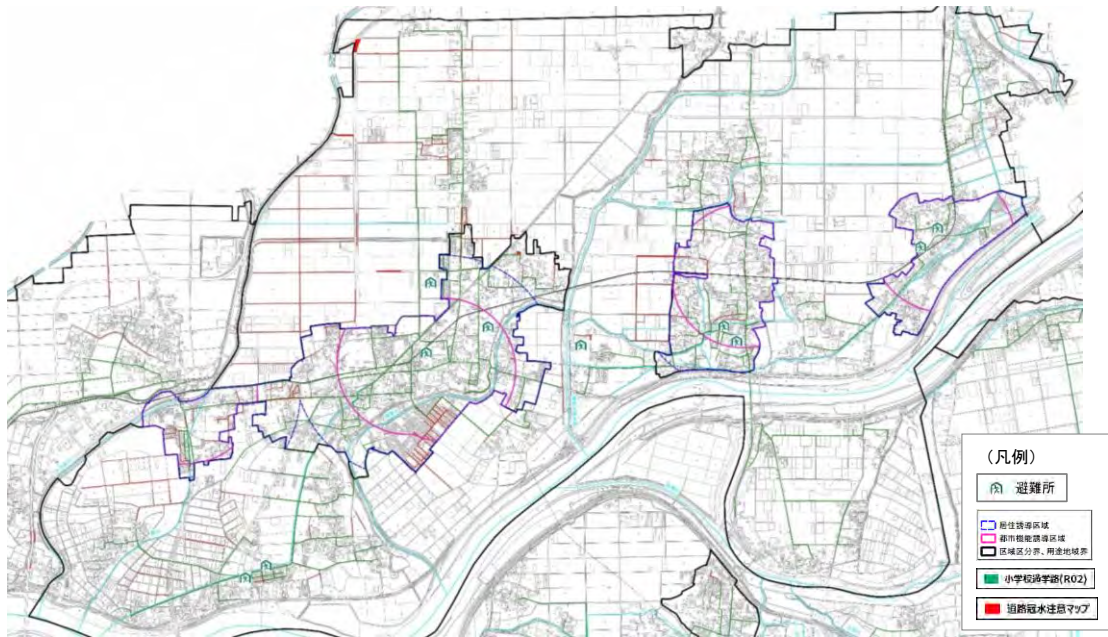 （凡例）
避難所
居住誘導区域
都市機能誘導区域
区域区分界、用途地域界
小学校通学路(R02)
道路冠水注意マップ